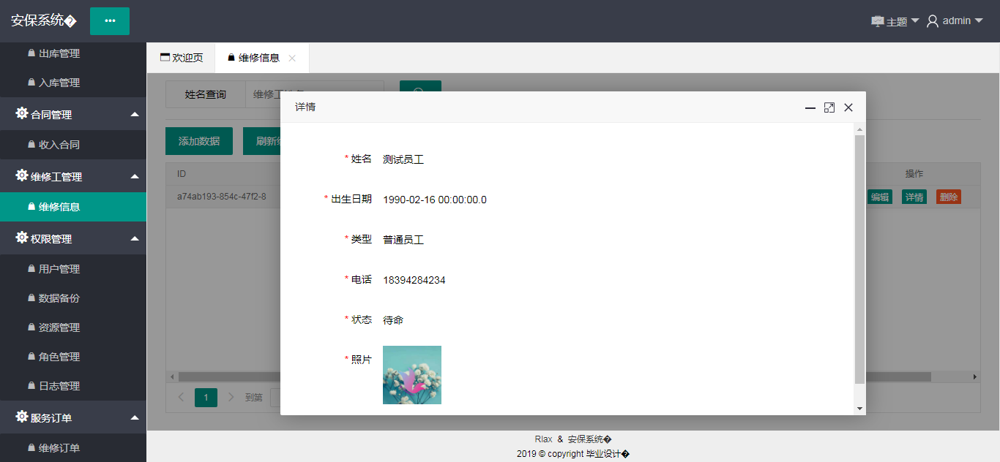 安保系统�
主题
admin
出库管理
入库管理
合同管理
收入合同
维修工管理
维修信息
权限管理
用户管理
数据备份
资源管理
角色管理
日志管理
服务订单
维修订单
欢迎页
维修信息
姓名查询
添加数据
刷新
ID
操作
a74ab193-854c-47f2-8
编辑 详情 删除
1 到第
详情
* 姓名 测试员工
* 出生日期 1990-02-16 00:00:00.0
* 类型 普通员工
* 电话 18394284234
* 状态 待命
* 照片
Rlax & 安保系统�
2019 © copyright 毕业设计�